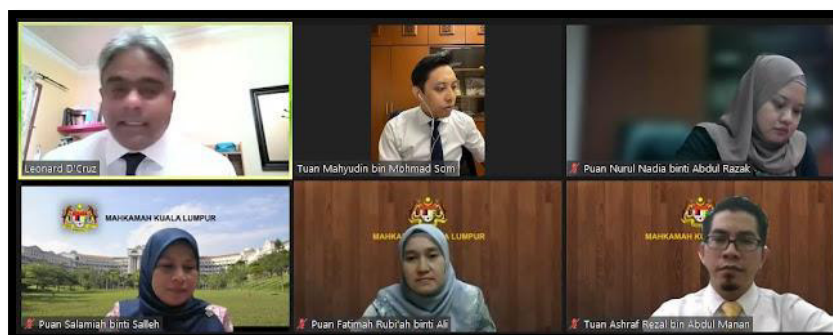 Leonard D'Cruz
Tuan Mahyudin bin Mohmad Som
Puan Nurul Nadia binti Abdul Razak
MAHKAMAH KUALA LUMPUR
Puan Salamiah binti Salleh
MAHKAMAH KUALA LUMPUR
Puan Fatimah Rubi'ah binti Ali
MAHKAMAH KUALA LUMPUR
Tuan Ashraf Rezal bin Abdul Manan